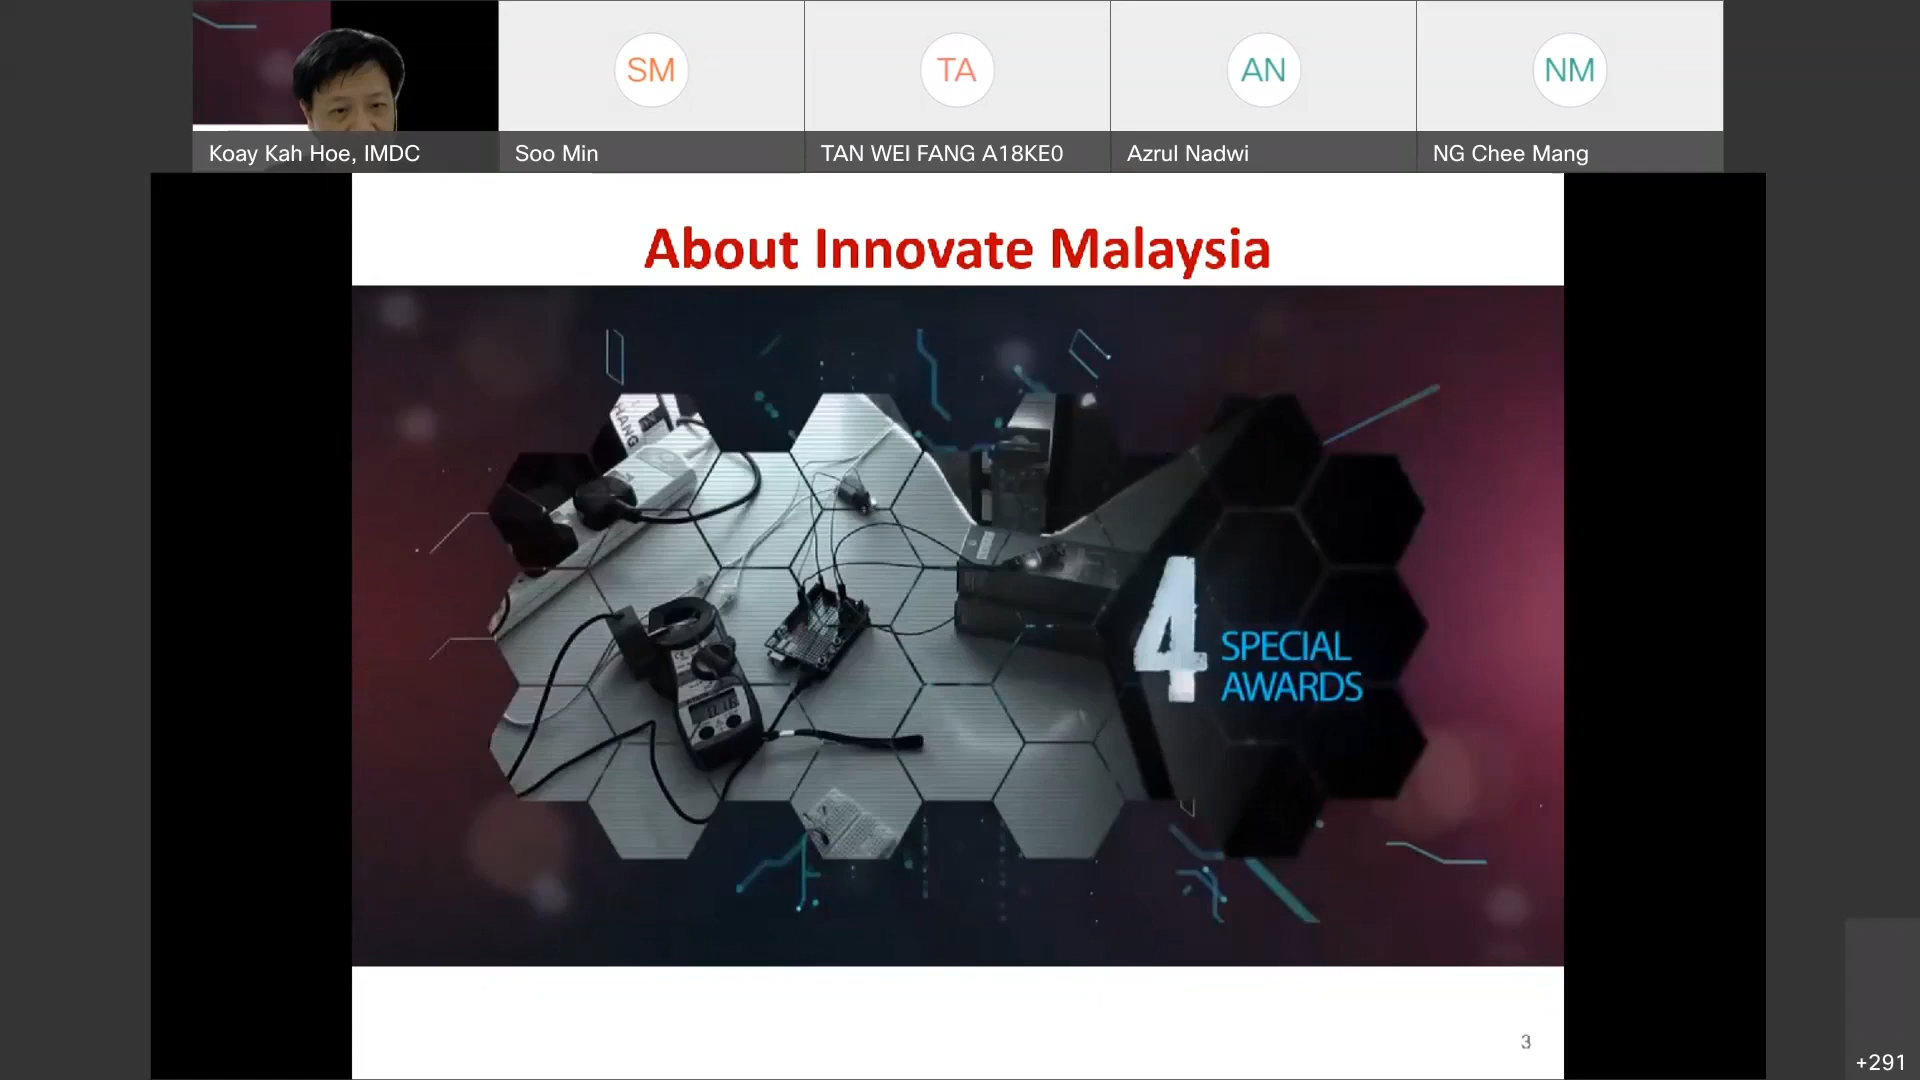 SM
TA
AN
NM
Koay Kah Hoe, IMDC
Soo Min
TAN WEI FANG A18KE0
Azrul Nadwi
NG Chee Mang
About Innovate Malaysia
HANG
4 SPECIAL
AWARDS
3
+291